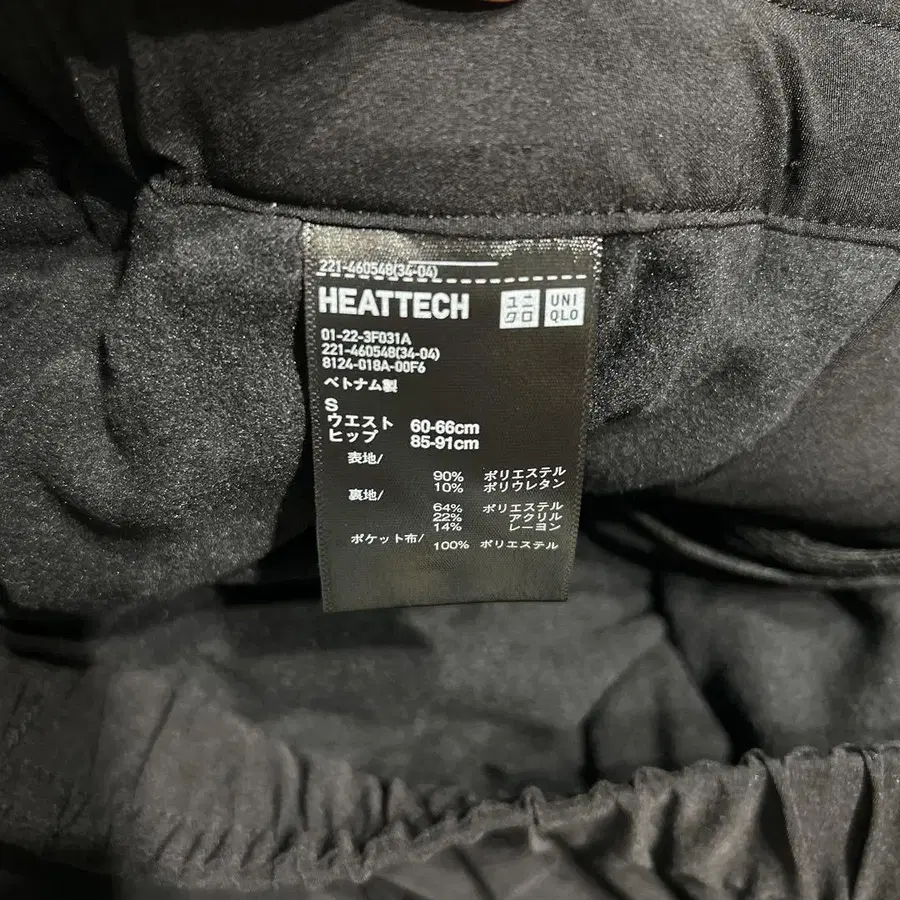 221-460548(34-04)
HEATTECH
ユニ
クロ
UNI
QLO
01-22-3F031A
221-460548(34-04)
8124-018A-00F6
ベトナム製
S
ウエスト 60-66cm
ヒップ 85-91cm
表地/
90% ポリエステル
10% ポリウレタン
裏地/
64% ポリエステル
22% アクリル
14% レーヨン
ポケット布/ 100% ポリエステル